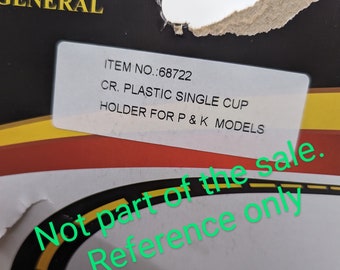 GENERAL
ITEM NO.:68722
CR. PLASTIC SINGLE CUP
HOLDER FOR P & K MODELS
Not part of the sale.
Reference only